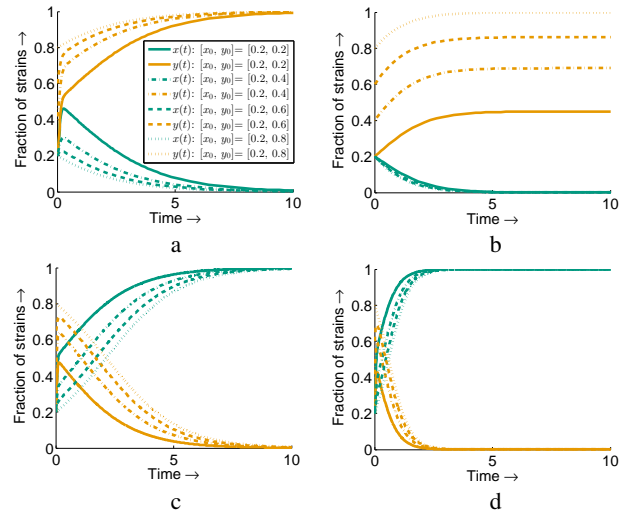 Fraction of strains →
1
0.8
0.6
0.4
0.2
0
0
5
10
Time →
x(t): [x₀, y₀]= [0.2, 0.2]
y(t): [x₀, y₀]= [0.2, 0.2]
x(t): [x₀, y₀]= [0.2, 0.4]
y(t): [x₀, y₀]= [0.2, 0.4]
x(t): [x₀, y₀]= [0.2, 0.6]
y(t): [x₀, y₀]= [0.2, 0.6]
x(t): [x₀, y₀]= [0.2, 0.8]
y(t): [x₀, y₀]= [0.2, 0.8]
a
Fraction of strains →
1
0.8
0.6
0.4
0.2
0
0
5
10
Time →
b
Fraction of strains →
1
0.8
0.6
0.4
0.2
0
0
5
10
Time →
c
Fraction of strains →
1
0.8
0.6
0.4
0.2
0
0
5
10
Time →
d